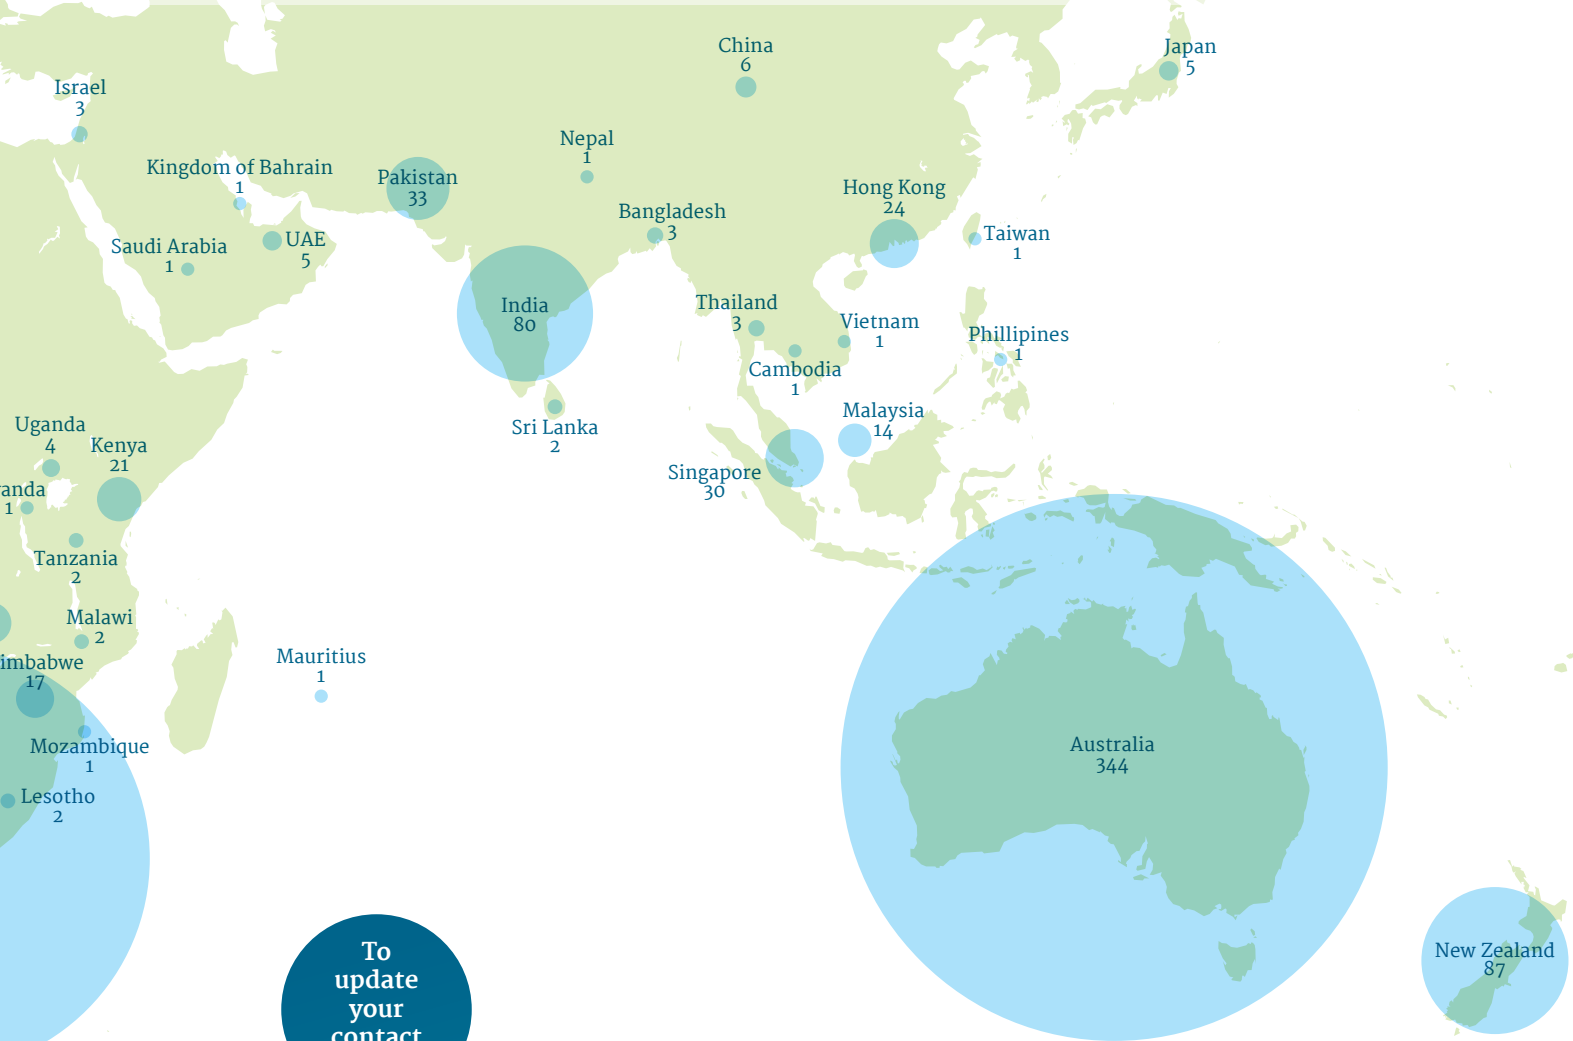 China
6
Japan
5
Israel
3
Nepal
1
Kingdom of Bahrain
1
Pakistan
33
Hong Kong
24
Bangladesh
3
Saudi Arabia
1
UAE
5
Taiwan
1
India
80
Thailand
3
Vietnam
1
Phillipines
1
Cambodia
1
Malaysia
14
Sri Lanka
2
Uganda
4
Kenya
21
Singapore
30
anda
1
Tanzania
2
Malawi
2
imbabwe
17
Mauritius
1
Mozambique
1
Lesotho
2
Australia
344
New Zealand
87
To
update
your
contact